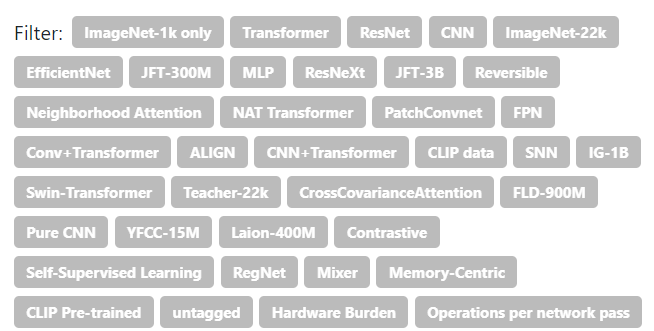 Filter: ImageNet-1k only Transformer ResNet CNN ImageNet-22k
EfficientNet JFT-300M MLP ResNeXt JFT-3B Reversible
Neighborhood Attention NAT Transformer PatchConvnet FPN
Conv+Transformer ALIGN CNN+Transformer CLIP data SNN IG-1B
Swin-Transformer Teacher-22k CrossCovarianceAttention FLD-900M
Pure CNN YFCC-15M Laion-400M Contrastive
Self-Supervised Learning RegNet Mixer Memory-Centric
CLIP Pre-trained untagged Hardware Burden Operations per network pass